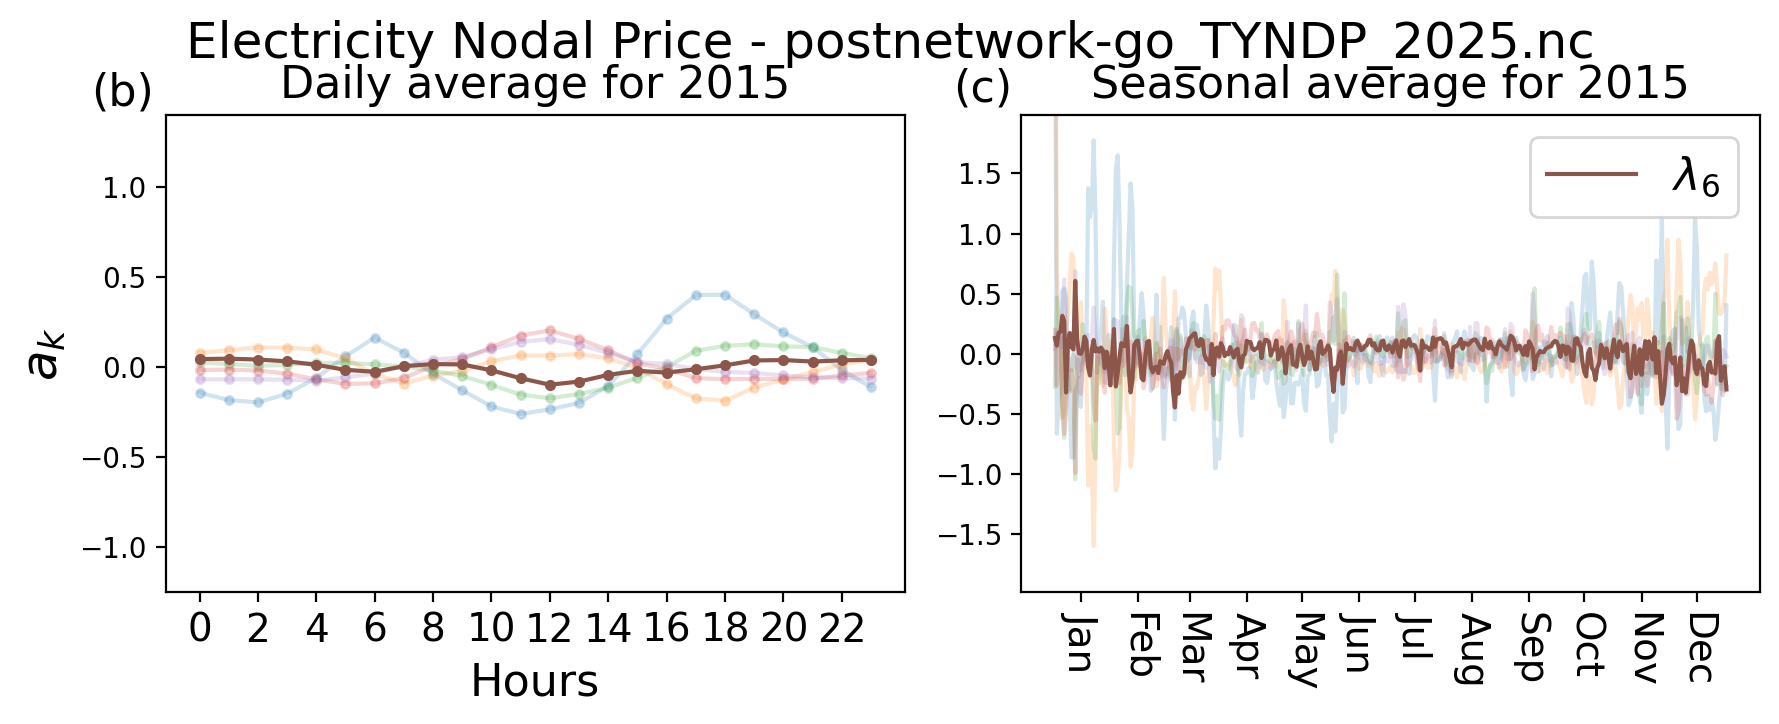 Electricity Nodal Price - postnetwork-go_TYNDP_2025.nc
(b) Daily average for 2015
1.0
0.5
0.0
−0.5
−1.0
a_k
0 2 4 6 8 10 12 14 16 18 20 22
Hours
(c) Seasonal average for 2015
λ_6
1.5
1.0
0.5
0.0
−0.5
−1.0
−1.5
Jan Feb Mar Apr May Jun Jul Aug Sep Oct Nov Dec